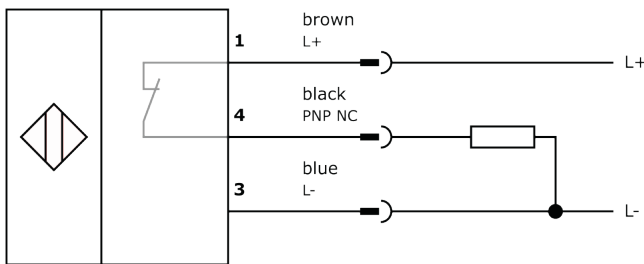 brown
1 L+ L+
black
4 PNP NC
blue
3 L- L-